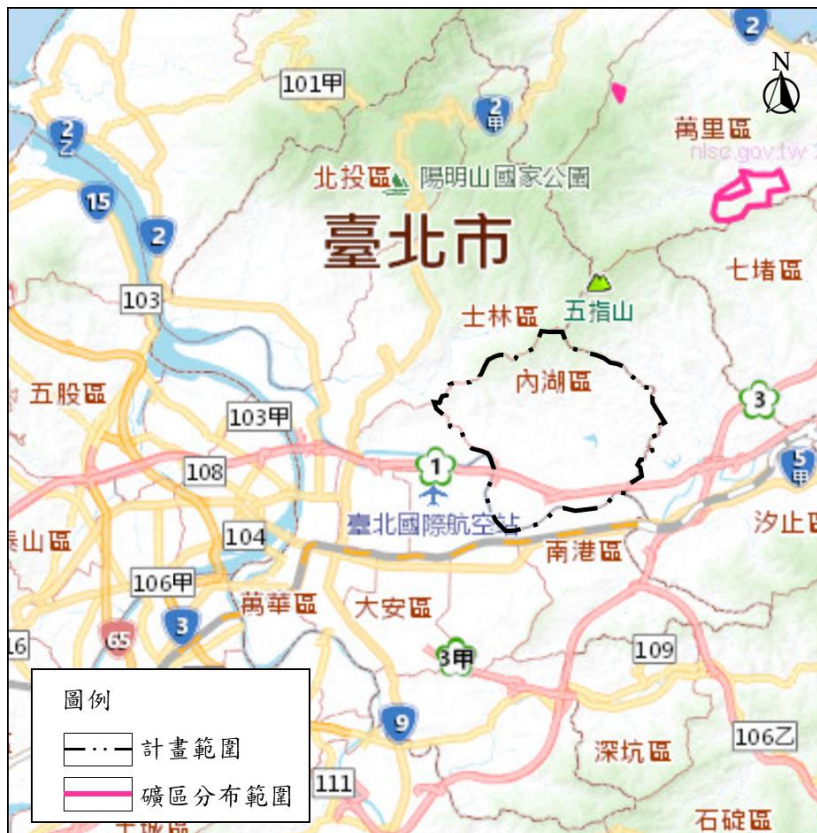 2
N
101甲
2
甲
2
乙
萬里區
nlsc.gov.tw
北投區
陽明山國家公園
15
2
臺北市
七堵區
103
五指山
士林區
內湖區
五股區
3
103甲
1
108
5
甲
臺北國際航空站
104
汐止
南港區
泰山區
106甲
萬華區
大安區
3
65
16
3甲
109
圖例
9
計畫範圍
深坑區
106乙
礦區分布範圍
111
石碇區